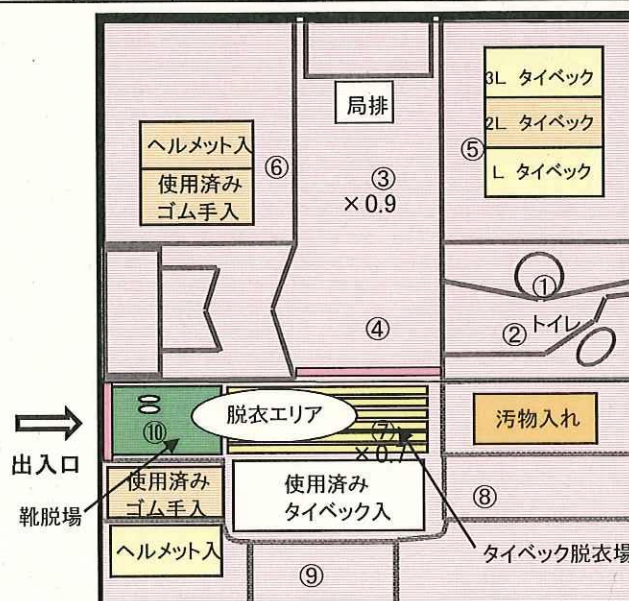 局排
3L タイベック
2L タイベック
L タイベック
ヘルメット入
使用済み
ゴム手入
⑥
⑤
③
×0.9
①
②
トイレ
④
脱衣エリア
⑩
⑦
×0.7
汚物入れ
出入口
靴脱場
使用済み
ゴム手入
使用済み
タイベック入
⑧
ヘルメット入
タイベック脱衣場
⑨